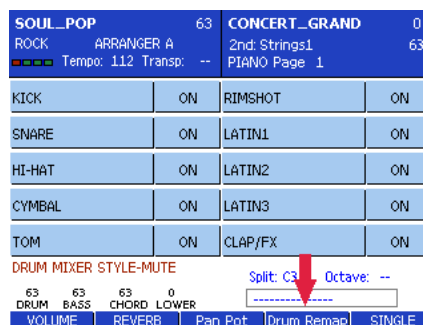 SOUL_POP 63 CONCERT_GRAND 0
ROCK ARRANGER A 2nd: Strings1 63
Tempo: 112 Transp: -- PIANO Page 1
KICK ON RIMSHOT ON
SNARE ON LATIN1 ON
HI-HAT ON LATIN2 ON
CYMBAL ON LATIN3 ON
TOM ON CLAP/FX ON
DRUM MIXER STYLE-MUTE
Split: C3 Octave: --
63 63 63 0
DRUM BASS CHORD LOWER
---------------
VOLUME REVERB Pan Pot Drum Remap SINGLE